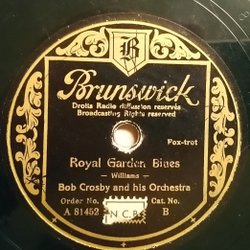 B
Brunswick
Droits Radio diffusion reservés
Broadcasting Rights reserved
Fox-trot
Royal Garden Blues
- Williams -
Bob Crosby and his Orchestra
Order No. Cat. No.
A 81452 N.C.B. B